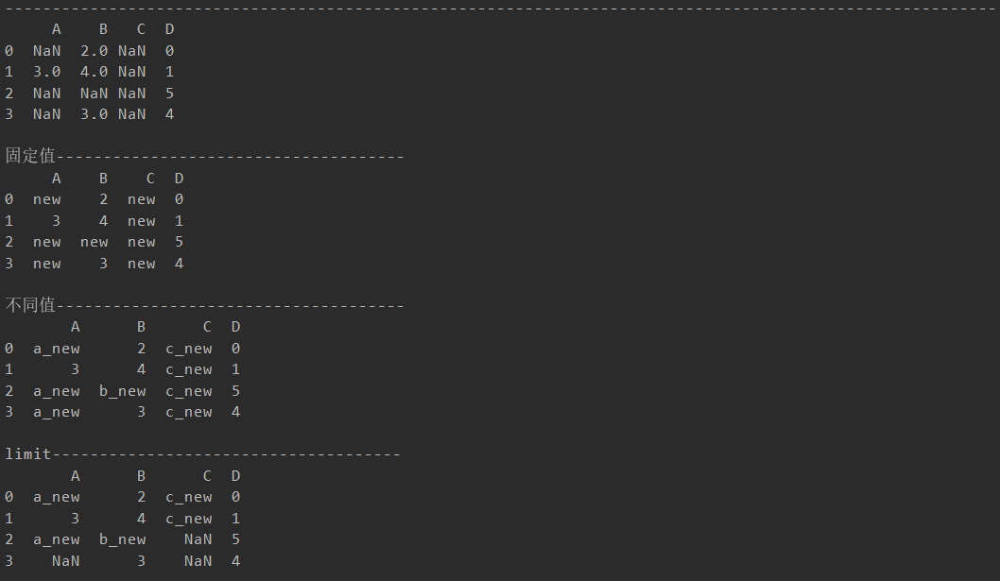 ---------------------------------------------------------------------------------------------------------
     A    B   C  D
0  NaN  2.0 NaN  0
1  3.0  4.0 NaN  1
2  NaN  NaN NaN  5
3  NaN  3.0 NaN  4
固定值-------------------------------------
     A    B    C  D
0  new    2  new  0
1    3    4  new  1
2  new  new  new  5
3  new    3  new  4
不同值-------------------------------------
       A      B      C  D
0  a_new      2  c_new  0
1      3      4  c_new  1
2  a_new  b_new  c_new  5
3  a_new      3  c_new  4
limit-------------------------------------
       A      B      C  D
0  a_new      2  c_new  0
1      3      4  c_new  1
2  a_new  b_new    NaN  5
3    NaN      3    NaN  4